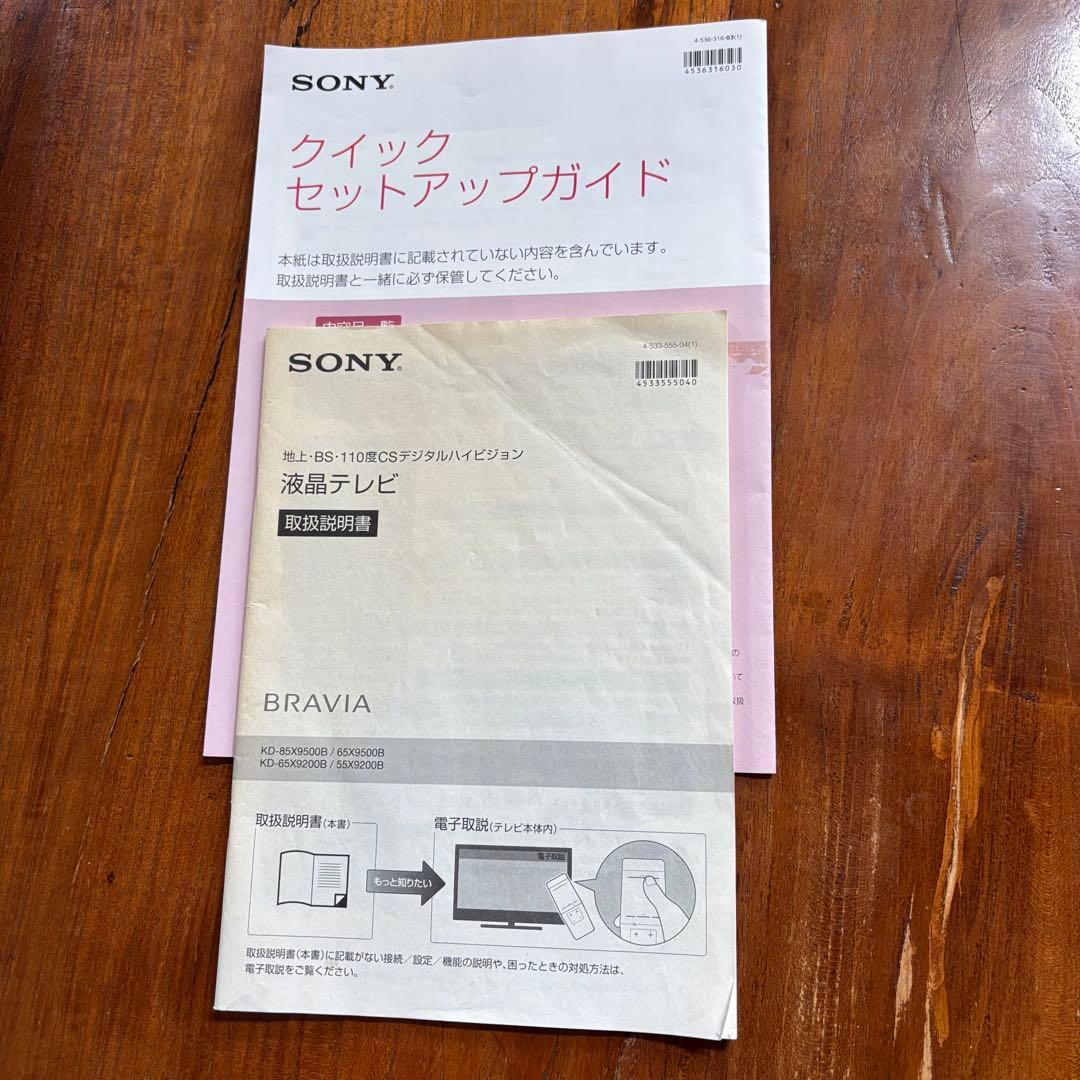 4-536-316-03(1)
4536316030
SONY®
クイック
セットアップガイド
本紙は取扱説明書に記載されていない内容を含んでいます。
取扱説明書と一緒に必ず保管してください。
4-533-555-04(1)
4533555040
SONY®
地上・BS・110度CSデジタルハイビジョン
液晶テレビ
取扱説明書
の
いて
取扱
BRAVIA
KD-85X9500B / 65X9500B
KD-65X9200B / 55X9200B
取扱説明書(本書)
もっと知りたい
電子取説(テレビ本体内)
電子取説
取扱説明書(本書)に記載がない接続／設定／機能の説明や、困ったときの対処方法は、
電子取説をご覧ください。